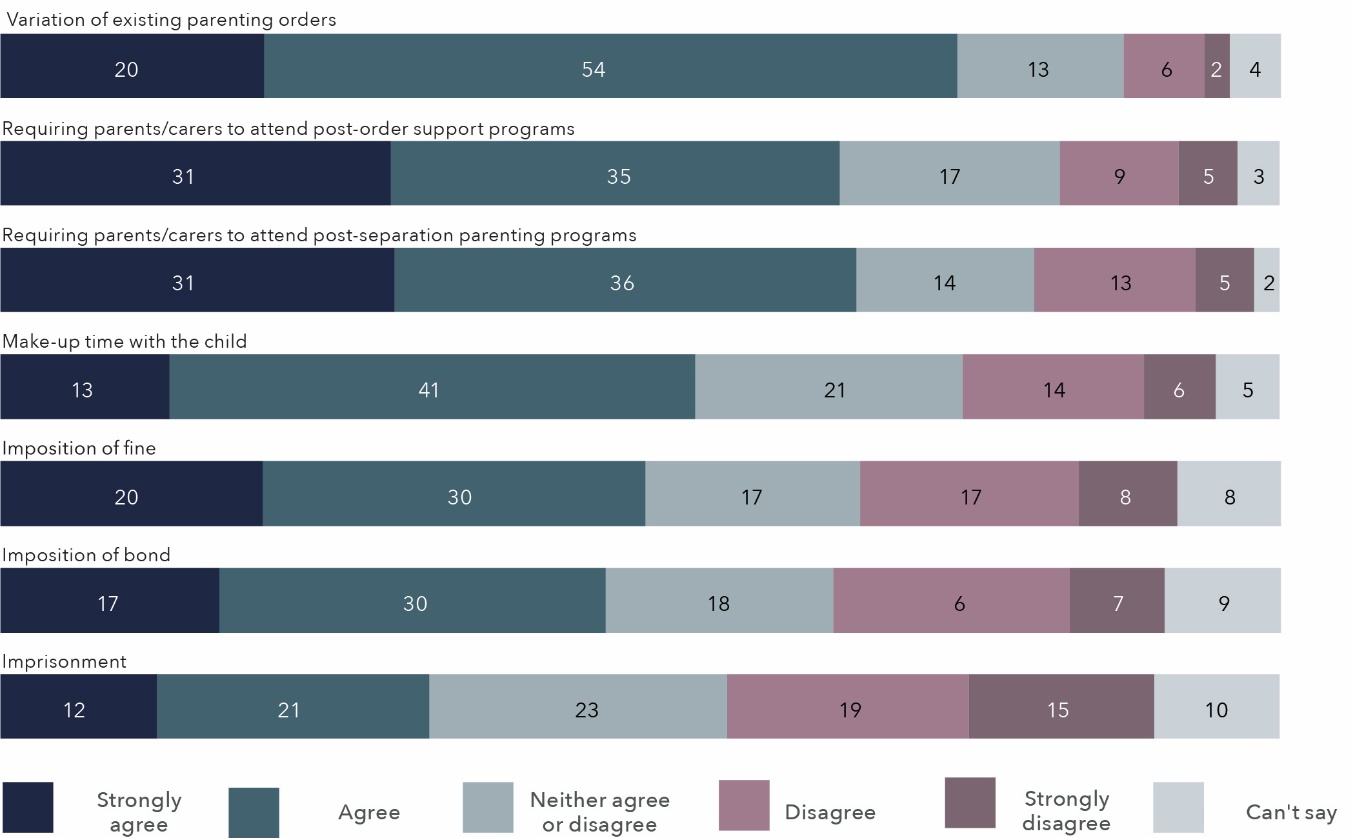 Variation of existing parenting orders
20 54 13 6 2 4
Requiring parents/carers to attend post-order support programs
31 35 17 9 5 3
Requiring parents/carers to attend post-separation parenting programs
31 36 14 13 5 2
Make-up time with the child
13 41 21 14 6 5
Imposition of fine
20 30 17 17 8 8
Imposition of bond
17 30 18 6 7 9
Imprisonment
12 21 23 19 15 10
Strongly
agree
Agree
Neither agree
or disagree
Disagree
Strongly
disagree
Can't say